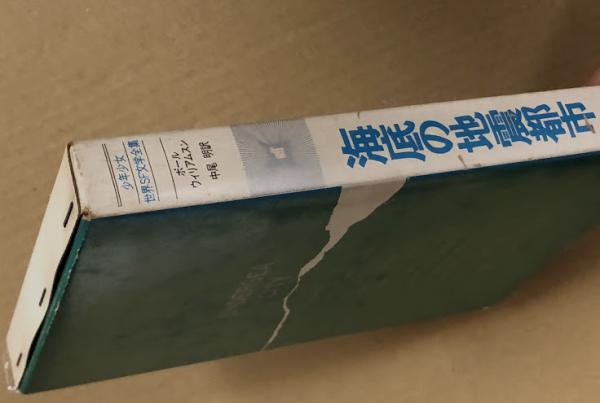 少年少女
世界SF文学全集
ポール
ウイリアムスン
中尾 明訳
海底の地震都市